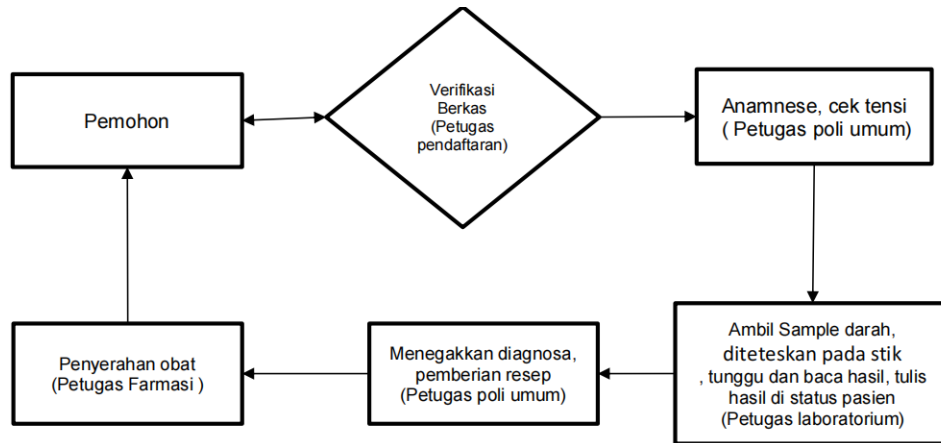 Pemohon
Verifikasi
Berkas
(Petugas
pendaftaran)
Anamnese, cek tensi
( Petugas poli umum)
Penyerahan obat
(Petugas Farmasi )
Menegakkan diagnosa,
pemberian resep
(Petugas poli umum)
Ambil Sample darah,
diteteskan pada stik
, tunggu dan baca hasil, tulis
hasil di status pasien
(Petugas laboratorium)